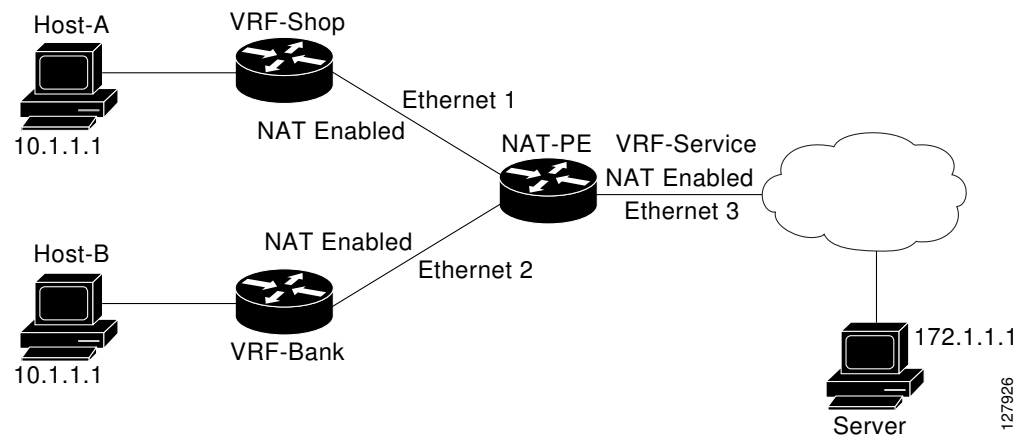 Host-A
VRF-Shop
Ethernet 1
NAT Enabled
10.1.1.1
NAT-PE
VRF-Service
NAT Enabled
Ethernet 3
NAT Enabled
Host-B
Ethernet 2
VRF-Bank
10.1.1.1
172.1.1.1
Server
127926